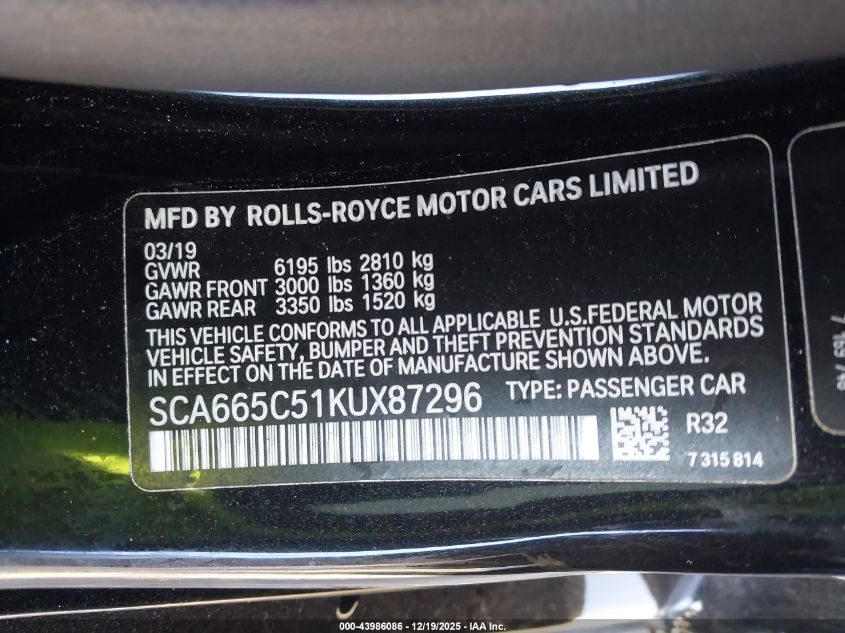 MFD BY ROLLS-ROYCE MOTOR CARS LIMITED
03/19
GVWR 6195 lbs 2810 kg
GAWR FRONT 3000 lbs 1360 kg
GAWR REAR 3350 lbs 1520 kg
THIS VEHICLE CONFORMS TO ALL APPLICABLE U.S.FEDERAL MOTOR
VEHICLE SAFETY, BUMPER AND THEFT PREVENTION STANDARDS
IN EFFECT ON THE DATE OF MANUFACTURE SHOWN ABOVE.
SCA665C51KUX87296 TYPE: PASSENGER CAR
R32
7 315 814
000-43986086 - 12/19/2025 - IAA Inc.